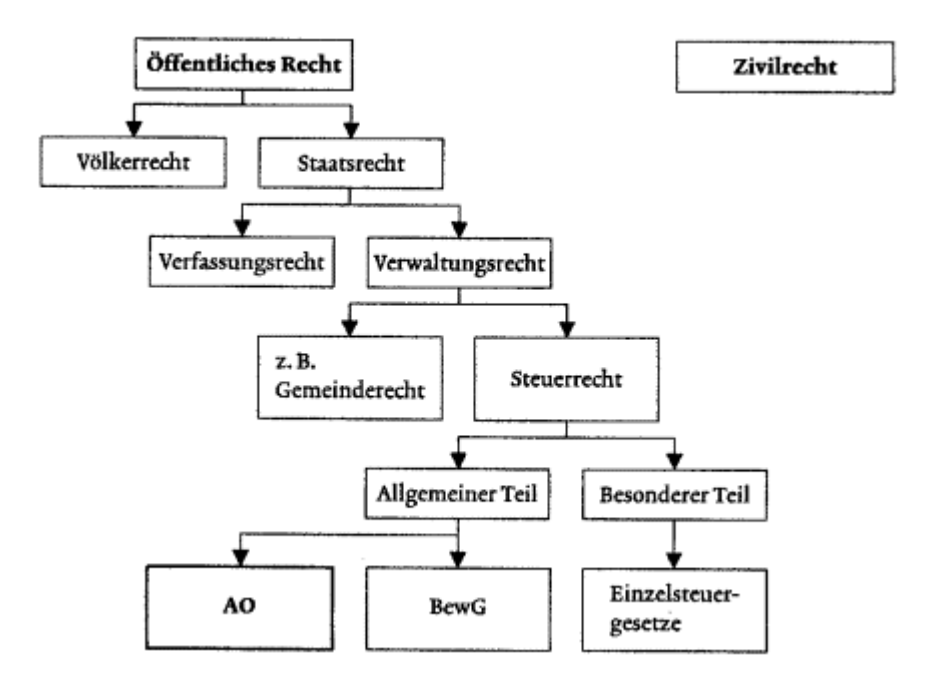 Öffentliches Recht
Zivilrecht
Völkerrecht
Staatsrecht
Verfassungsrecht
Verwaltungsrecht
z. B.
Gemeinderecht
Steuerrecht
Allgemeiner Teil
Besonderer Teil
AO
BewG
Einzelsteuer-
gesetze